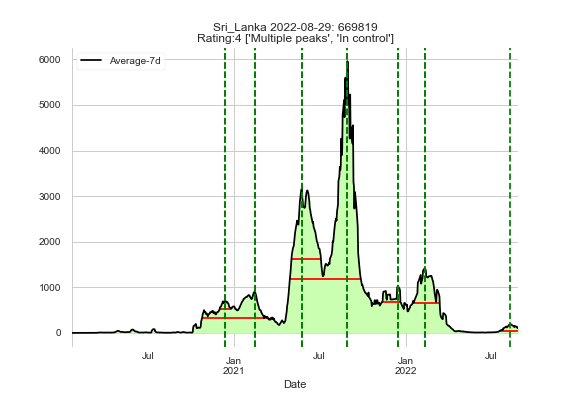 Sri_Lanka 2022-08-29: 669819
Rating:4 ['Multiple peaks', 'In control']
Average-7d
6000
5000
4000
3000
2000
1000
0
Jul Jan Jul Jan Jul
2021 2022
Date